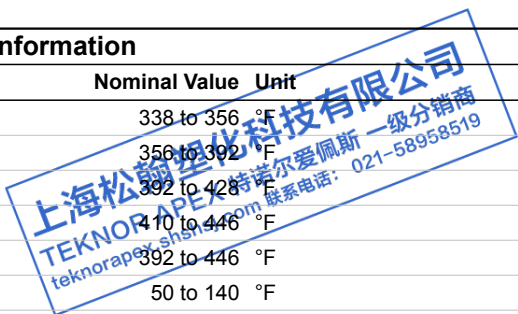 nformation
Nominal Value Unit
338 to 356 °F
356 to 392 °F
392 to 428 °F
410 to 446 °F
392 to 446 °F
50 to 140 °F
上海松翰塑化科技有限公司
TEKNOR APEX 特诺尔爱佩斯 一级分销商
teknorapex.shshs.com 联系电话： 021-58958519